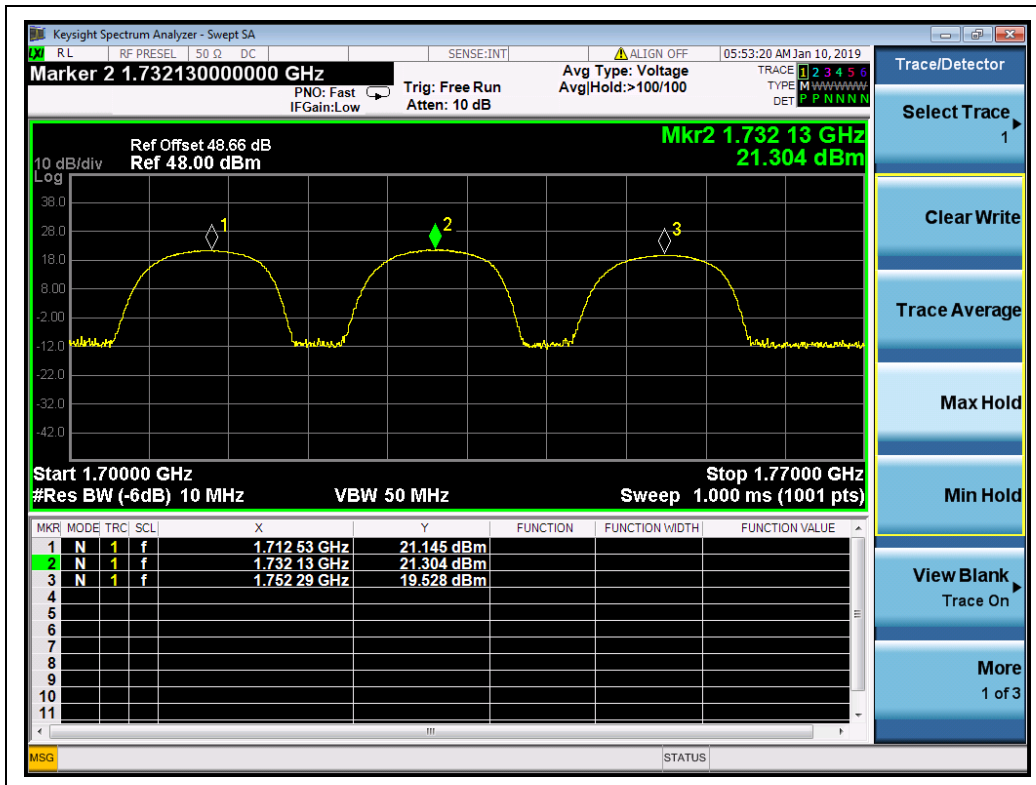 Keysight Spectrum Analyzer - Swept SA
LXI RL RF PRESEL 50 Ω DC SENSE:INT ALIGN OFF 05:53:20 AM Jan 10, 2019
Marker 2 1.732130000000 GHz
PNO: Fast
IFGain:Low
Trig: Free Run
Atten: 10 dB
Avg Type: Voltage
Avg|Hold:>100/100
TRACE 1 2 3 4 5 6
TYPE M W W W W W
DET P P N N N N
Mkr2 1.732 13 GHz
21.304 dBm
Ref Offset 48.66 dB
10 dB/div Ref 48.00 dBm
Log
38.0
28.0
18.0
8.00
-2.00
-12.0
-22.0
-32.0
-42.0
1
2
3
Start 1.70000 GHz Stop 1.77000 GHz
#Res BW (-6dB) 10 MHz VBW 50 MHz Sweep 1.000 ms (1001 pts)
MKR MODE TRC SCL X Y FUNCTION FUNCTION WIDTH FUNCTION VALUE
1 N 1 f 1.712 53 GHz 21.145 dBm
2 N 1 f 1.732 13 GHz 21.304 dBm
3 N 1 f 1.752 29 GHz 19.528 dBm
4
5
6
7
8
9
10
11
MSG STATUS
Trace/Detector
Select Trace
1
Clear Write
Trace Average
Max Hold
Min Hold
View Blank
Trace On
More
1 of 3